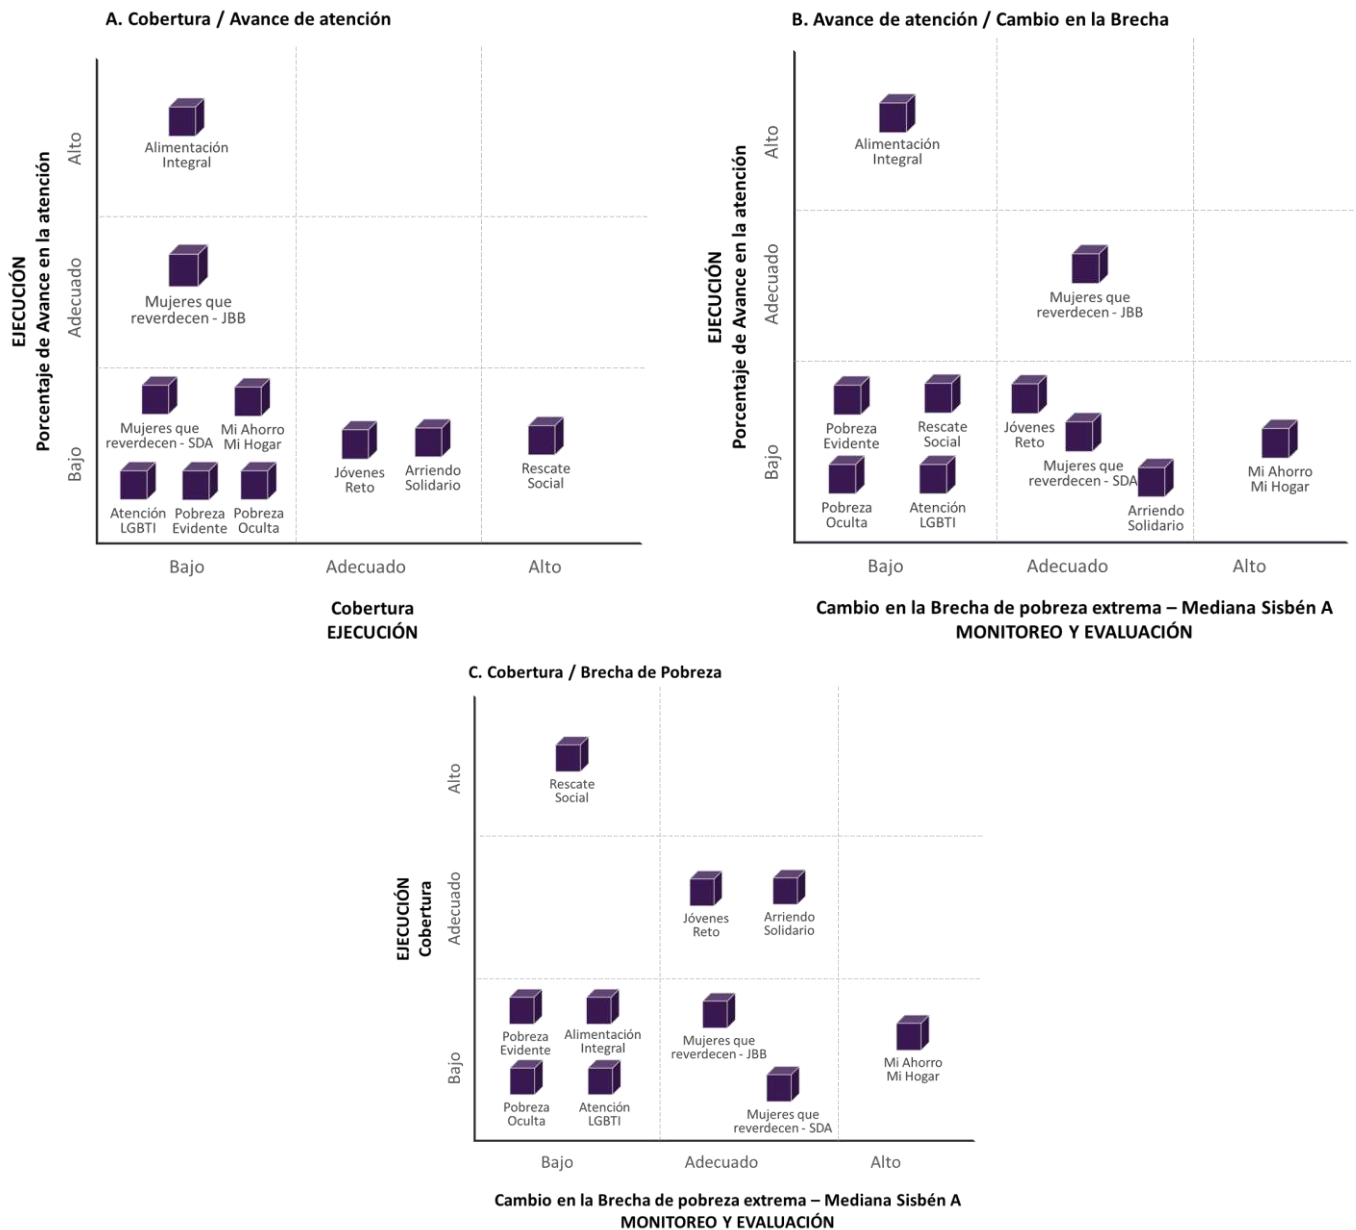 A. Cobertura / Avance de atención
EJECUCIÓN
Porcentaje de Avance en la atención
Alto
Adecuado
Bajo
Alimentación
Integral
Mujeres que
reverdecen - JBB
Mujeres que
reverdecen - SDA
Mi Ahorro
Mi Hogar
Jóvenes
Reto
Arriendo
Solidario
Rescate
Social
Atención
LGBTI
Pobreza
Evidente
Pobreza
Oculta
Bajo
Adecuado
Alto
Cobertura
EJECUCIÓN
B. Avance de atención / Cambio en la Brecha
EJECUCIÓN
Porcentaje de Avance en la atención
Alto
Adecuado
Bajo
Alimentación
Integral
Mujeres que
reverdecen - JBB
Pobreza
Evidente
Rescate
Social
Jóvenes
Reto
Mujeres que
reverdecen - SDA
Mi Ahorro
Mi Hogar
Pobreza
Oculta
Atención
LGBTI
Arriendo
Solidario
Bajo
Adecuado
Alto
Cambio en la Brecha de pobreza extrema – Mediana Sisbén A
MONITOREO Y EVALUACIÓN
C. Cobertura / Brecha de Pobreza
EJECUCIÓN
Cobertura
Alto
Adecuado
Bajo
Rescate
Social
Jóvenes
Reto
Arriendo
Solidario
Pobreza
Evidente
Alimentación
Integral
Mujeres que
reverdecen - JBB
Mi Ahorro
Mi Hogar
Pobreza
Oculta
Atención
LGBTI
Mujeres que
reverdecen - SDA
Bajo
Adecuado
Alto
Cambio en la Brecha de pobreza extrema – Mediana Sisbén A
MONITOREO Y EVALUACIÓN